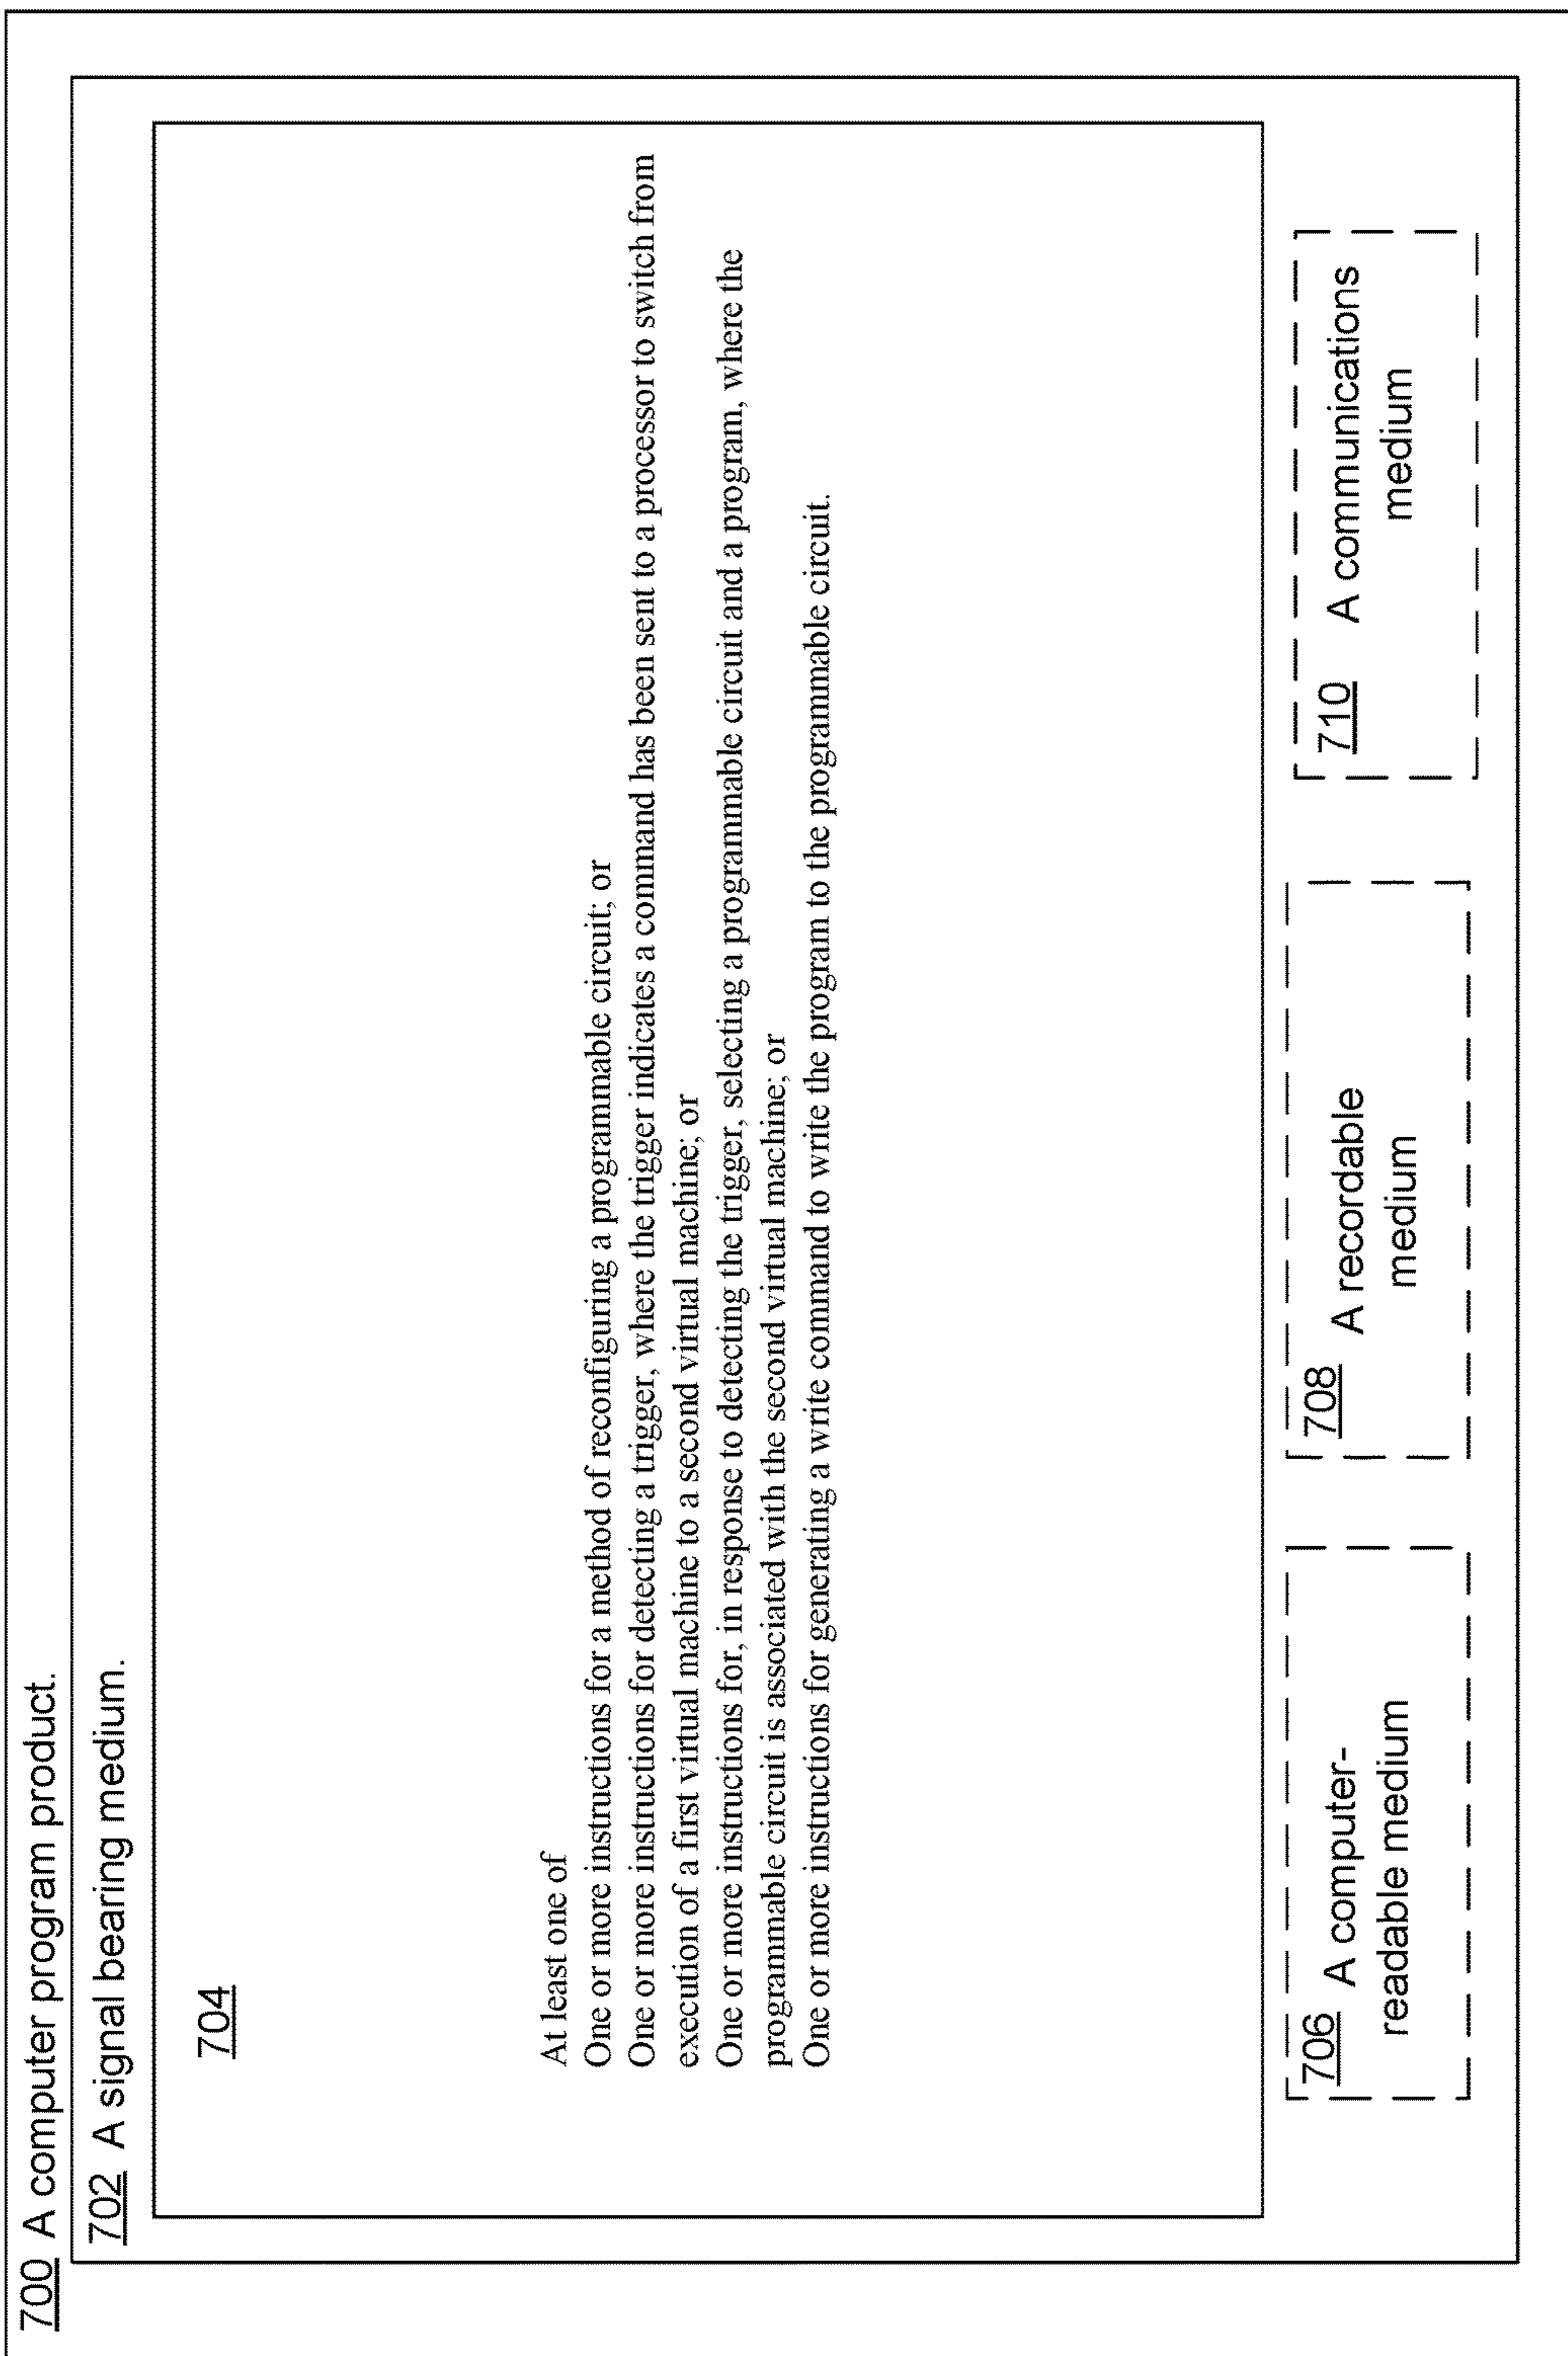 700 A computer program product.
702 A signal bearing medium.
704
At least one of
One or more instructions for a method of reconfiguring a programmable circuit; or
One or more instructions for detecting a trigger, where the trigger indicates a command has been sent to a processor to switch from
execution of a first virtual machine to a second virtual machine; or
One or more instructions for, in response to detecting the trigger, selecting a programmable circuit and a program, where the
programmable circuit is associated with the second virtual machine; or
One or more instructions for generating a write command to write the program to the programmable circuit.
706 A computer-
readable medium
708 A recordable
medium
710 A communications
medium